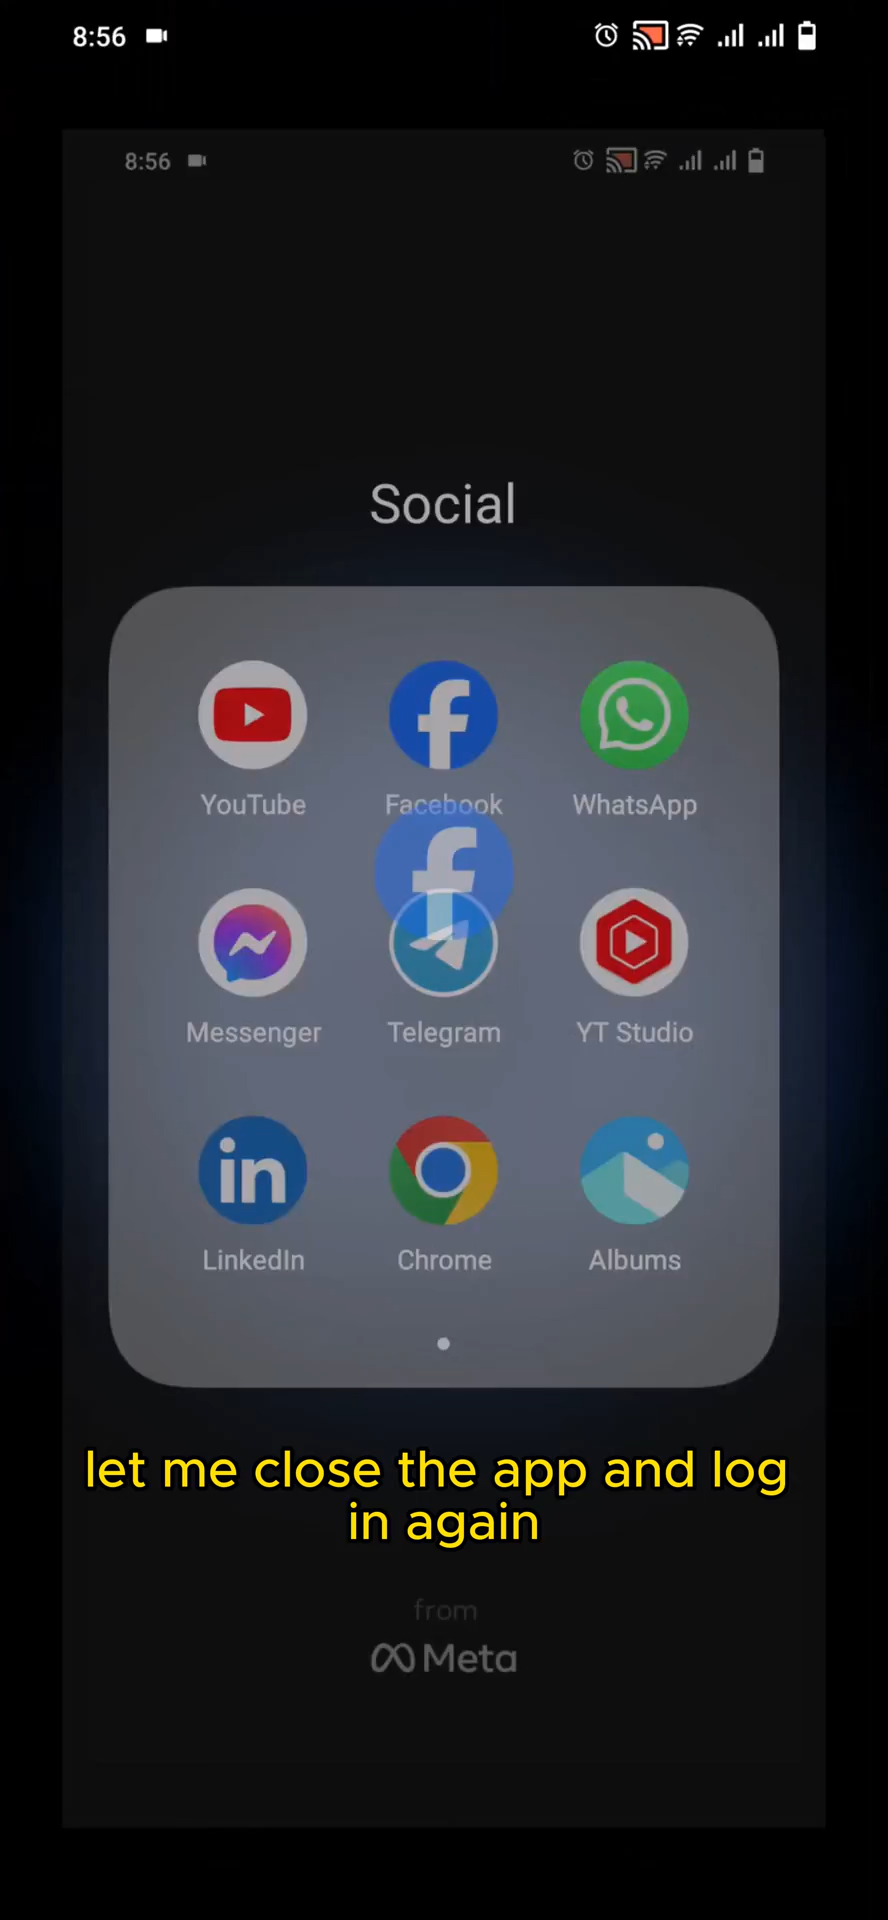 8:56
8:56
Social
YouTube
Facebook
WhatsApp
Messenger
Telegram
YT Studio
LinkedIn
Chrome
Albums
let me close the app and log
in again
from
Meta